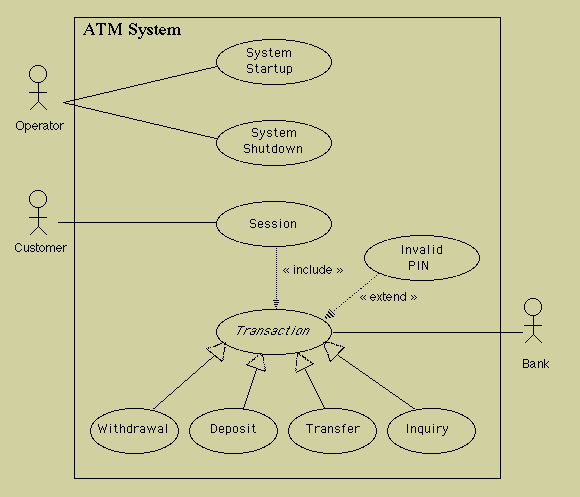 ATM System
System
Startup
Operator
System
Shutdown
Customer
Session
Invalid
PIN
« include »
« extend »
Transaction
Bank
Withdrawal
Deposit
Transfer
Inquiry